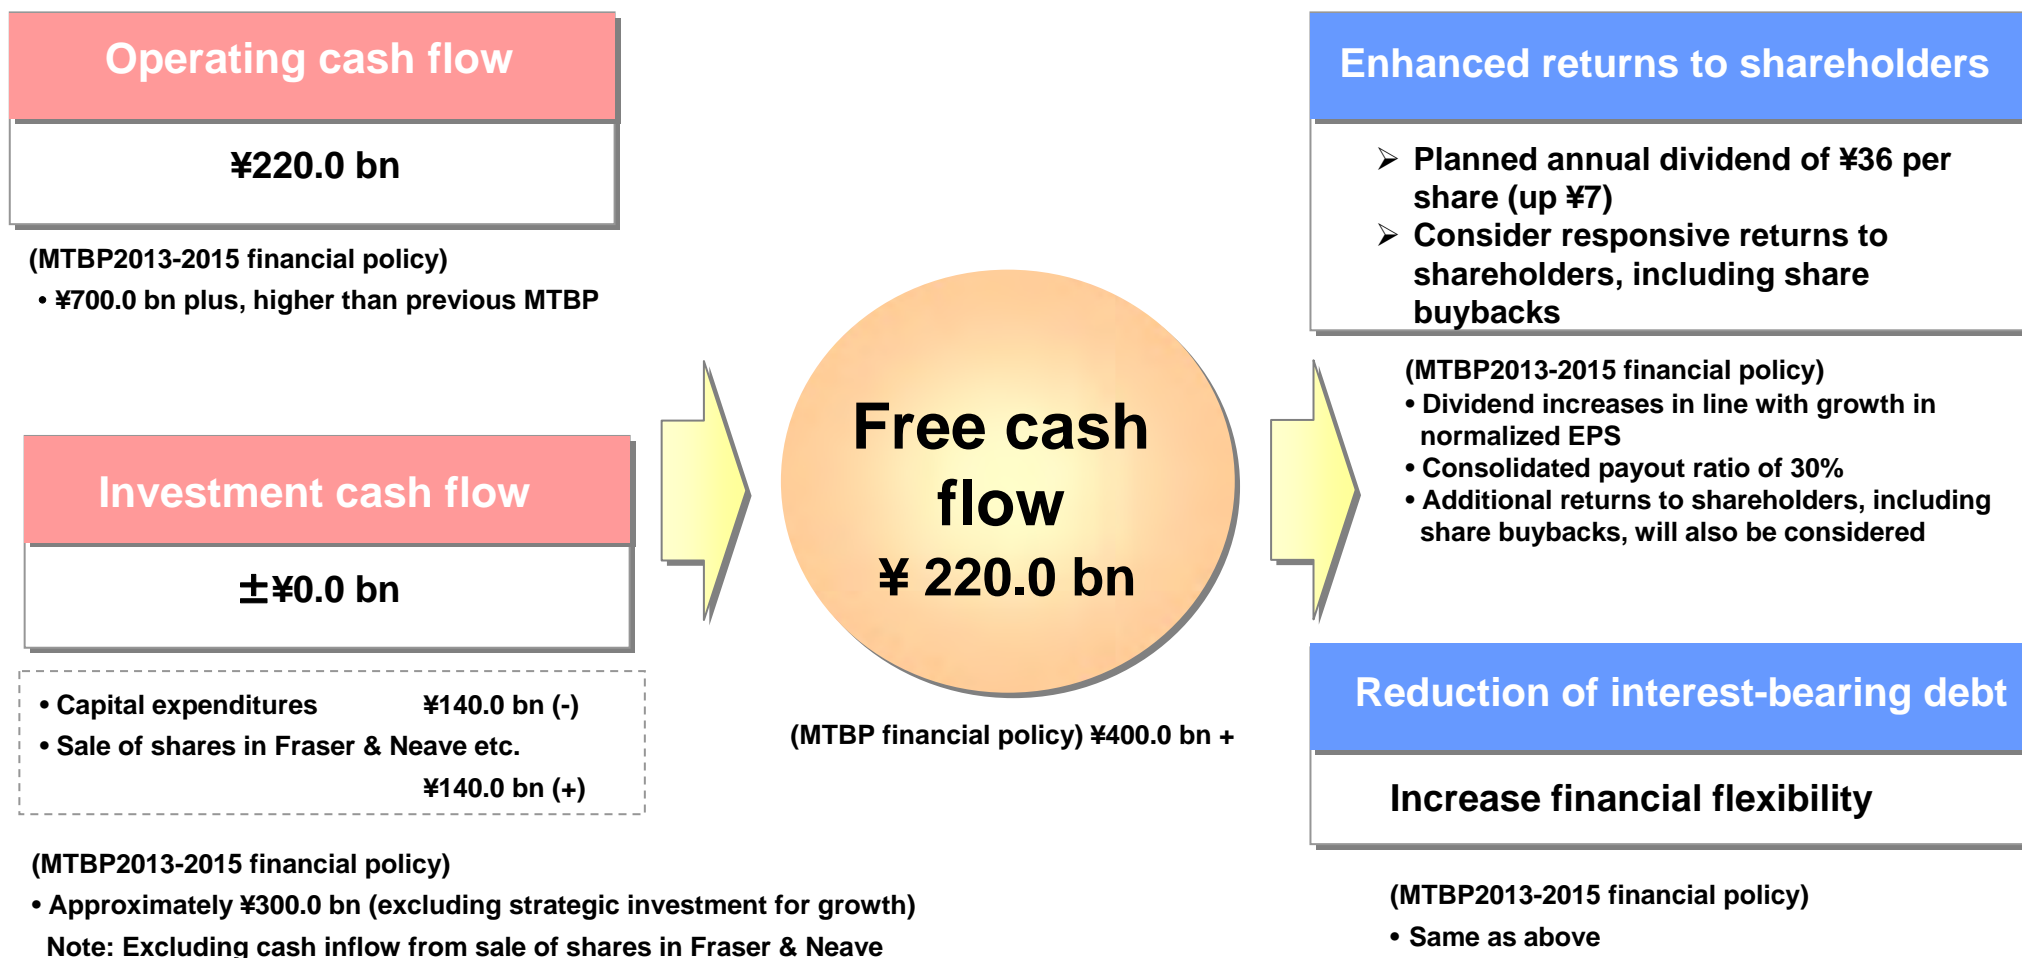 Operating cash flow
¥220.0 bn
(MTBP2013-2015 financial policy)
• ¥700.0 bn plus, higher than previous MTBP
Investment cash flow
±¥0.0 bn
• Capital expenditures ¥140.0 bn (-)
• Sale of shares in Fraser & Neave etc.
¥140.0 bn (+)
(MTBP2013-2015 financial policy)
• Approximately ¥300.0 bn (excluding strategic investment for growth)
Note: Excluding cash inflow from sale of shares in Fraser & Neave
Free cash
flow
¥ 220.0 bn
(MTBP financial policy) ¥400.0 bn +
Enhanced returns to shareholders
➢ Planned annual dividend of ¥36 per
share (up ¥7)
➢ Consider responsive returns to
shareholders, including share
buybacks
(MTBP2013-2015 financial policy)
• Dividend increases in line with growth in
normalized EPS
• Consolidated payout ratio of 30%
• Additional returns to shareholders, including
share buybacks, will also be considered
Reduction of interest-bearing debt
Increase financial flexibility
(MTBP2013-2015 financial policy)
• Same as above